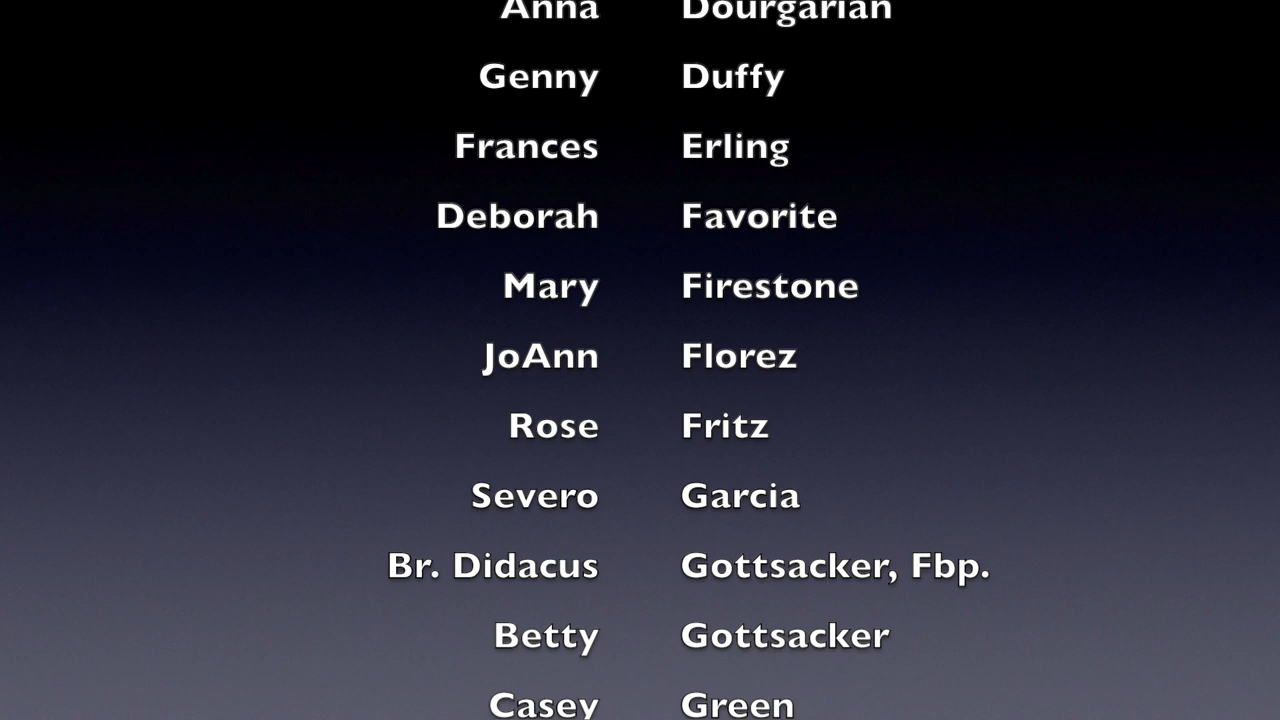 Anna Dourgarian
Genny Duffy
Frances Erling
Deborah Favorite
Mary Firestone
JoAnn Florez
Rose Fritz
Severo Garcia
Br. Didacus Gottsacker, Fbp.
Betty Gottsacker
Casey Green